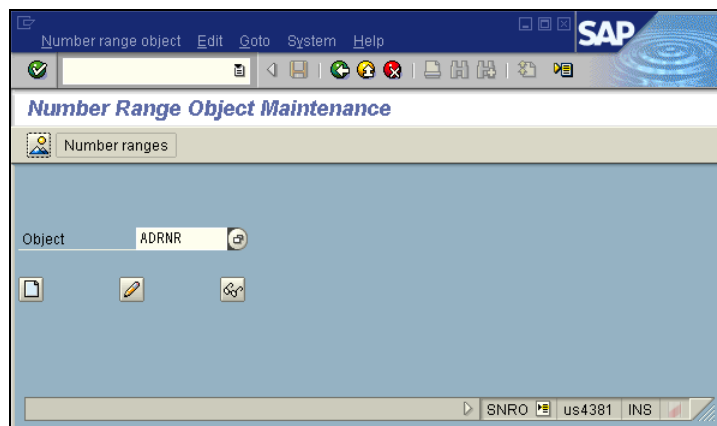 Number range object Edit Goto System Help
SAP
Number Range Object Maintenance
Number ranges
Object ADRNR
SNRO us4381 INS